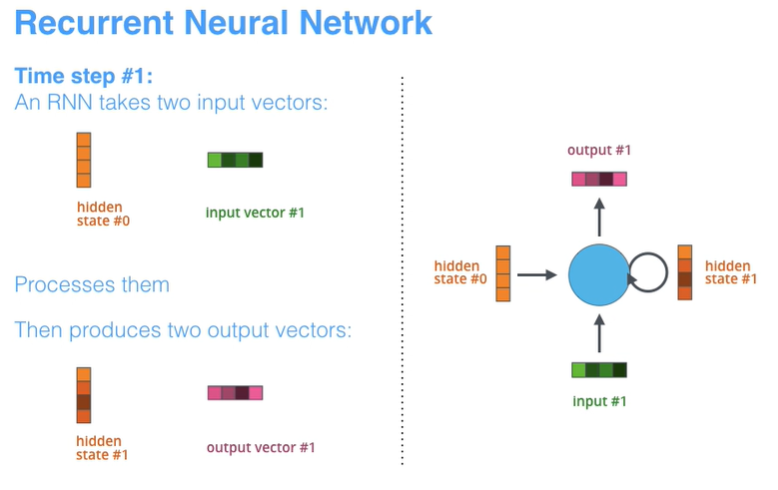 Recurrent Neural Network
Time step #1:
An RNN takes two input vectors:
hidden
state #0
input vector #1
Processes them
Then produces two output vectors:
hidden
state #1
output vector #1
output #1
hidden
state #0
hidden
state #1
input #1